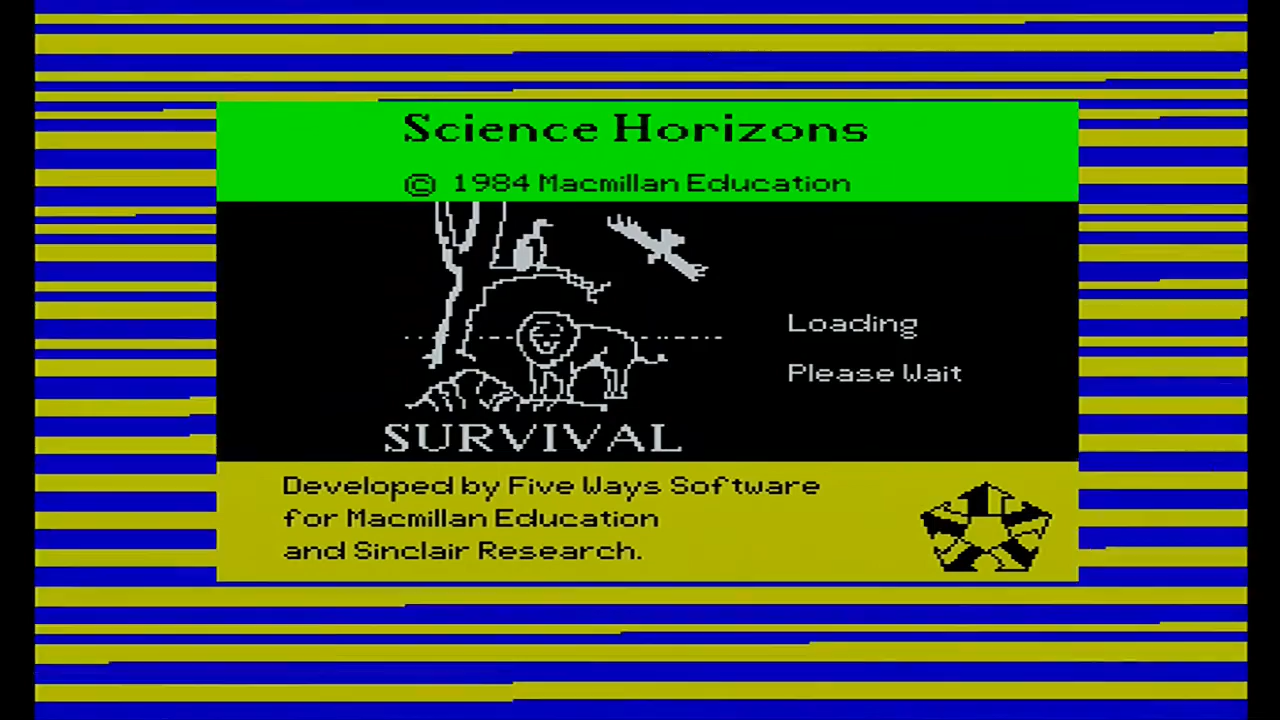 Science Horizons
© 1984 Macmillan Education
Loading
Please Wait
SURVIVAL
Developed by Five Ways Software
for Macmillan Education
and Sinclair Research.